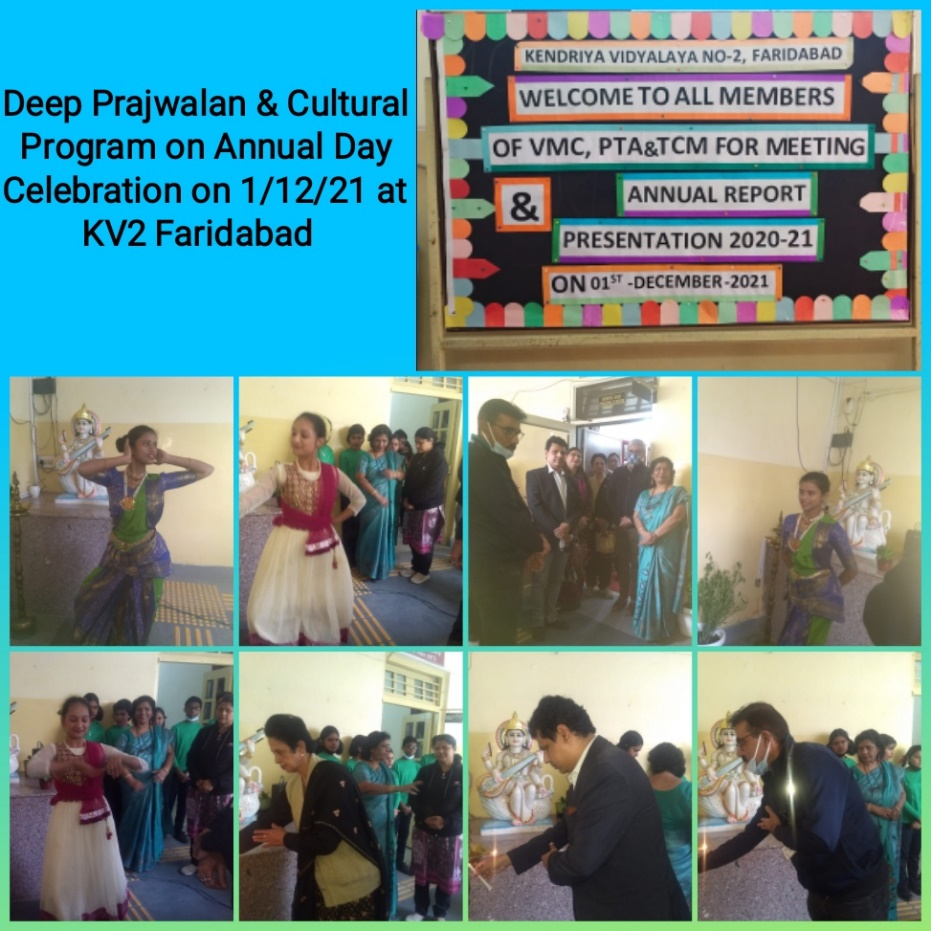 Deep Prajwalan & Cultural
Program on Annual Day
Celebration on 1/12/21 at
KV2 Faridabad
KENDRIYA VIDYALAYA NO-2, FARIDABAD
WELCOME TO ALL MEMBERS
OF VMC, PTA&TCM FOR MEETING
& ANNUAL REPORT
PRESENTATION 2020-21
ON 01ST -DECEMBER-2021